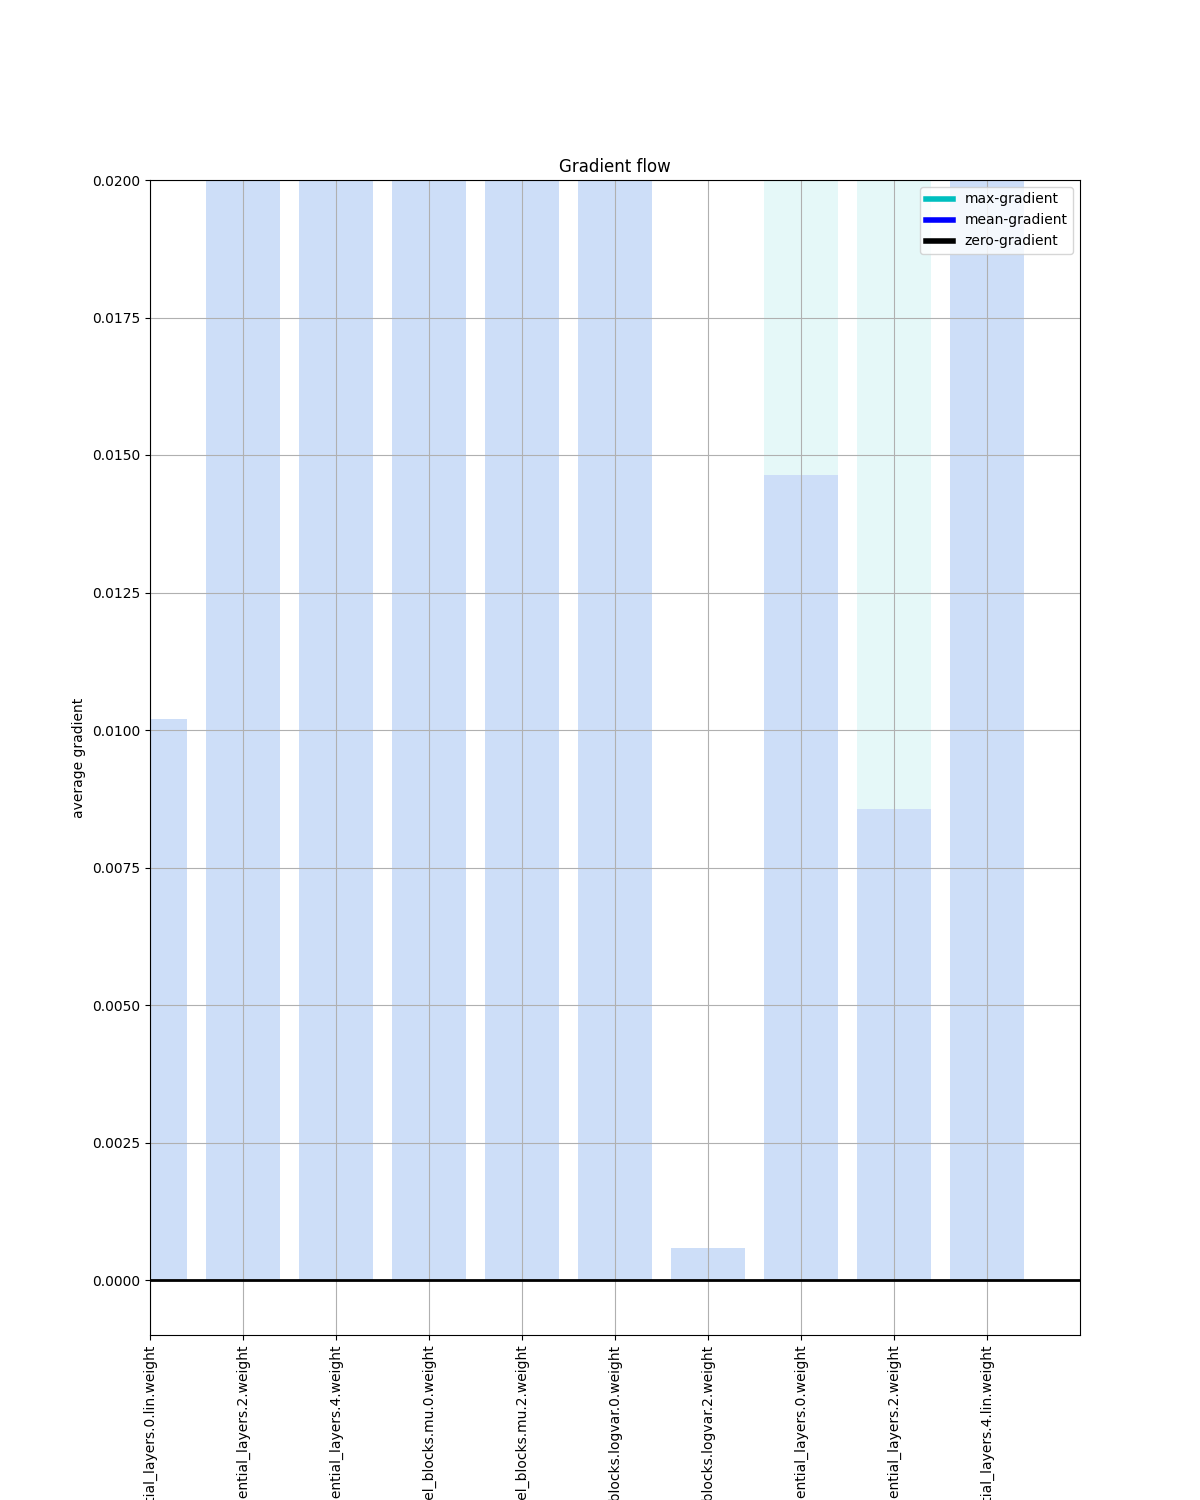 Gradient flow
max-gradient
mean-gradient
zero-gradient
0.0200
0.0175
0.0150
0.0125
0.0100
0.0075
0.0050
0.0025
0.0000
average gradient
tial_layers.0.lin.weight
ential_layers.2.weight
ential_layers.4.weight
el_blocks.mu.0.weight
el_blocks.mu.2.weight
blocks.logvar.0.weight
blocks.logvar.2.weight
ential_layers.0.weight
ential_layers.2.weight
tial_layers.4.lin.weight